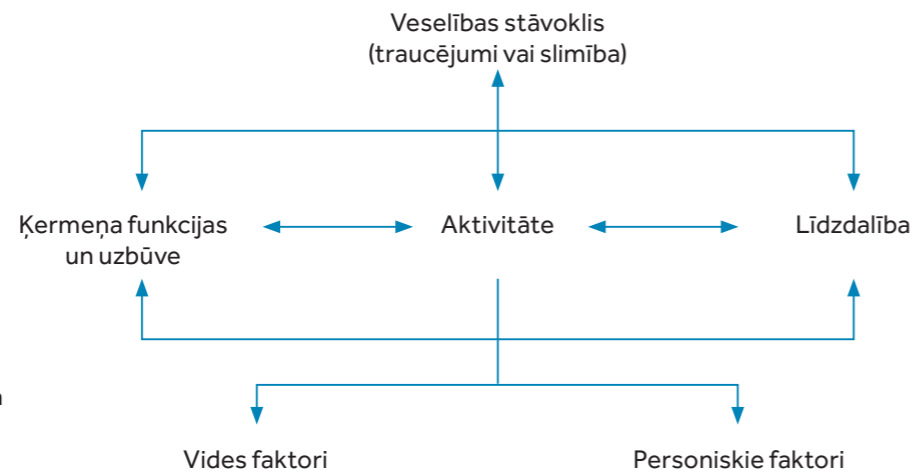 Veselības stāvoklis
(traucējumi vai slimība)
Ķermeņa funkcijas
un uzbūve
Aktivitāte
Līdzdalība
Vides faktori
Personiskie faktori